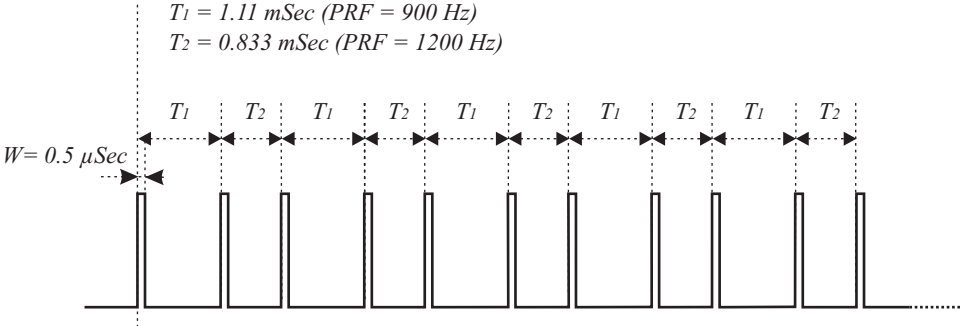 T1 = 1.11 mSec (PRF = 900 Hz)
T2 = 0.833 mSec (PRF = 1200 Hz)
T1 T2 T1 T2 T1 T2 T1 T2 T1 T2
W= 0.5 µSec